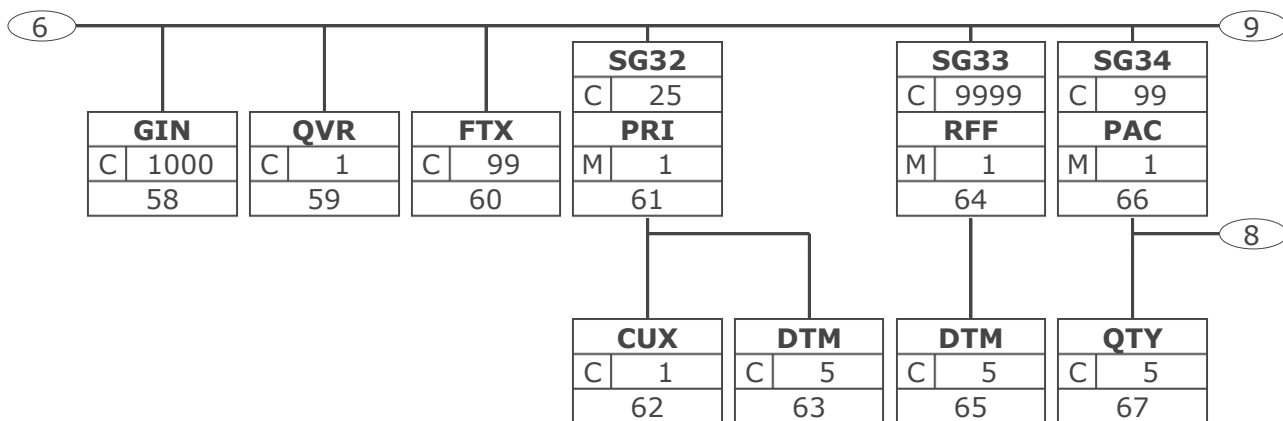 6
9
SG32
SG33
SG34
C 25
C 9999
C 99
GIN
QVR
FTX
PRI
RFF
PAC
C 1000
C 1
C 99
M 1
M 1
M 1
58
59
60
61
64
66
8
CUX
DTM
DTM
QTY
C 1
C 5
C 5
C 5
62
63
65
67